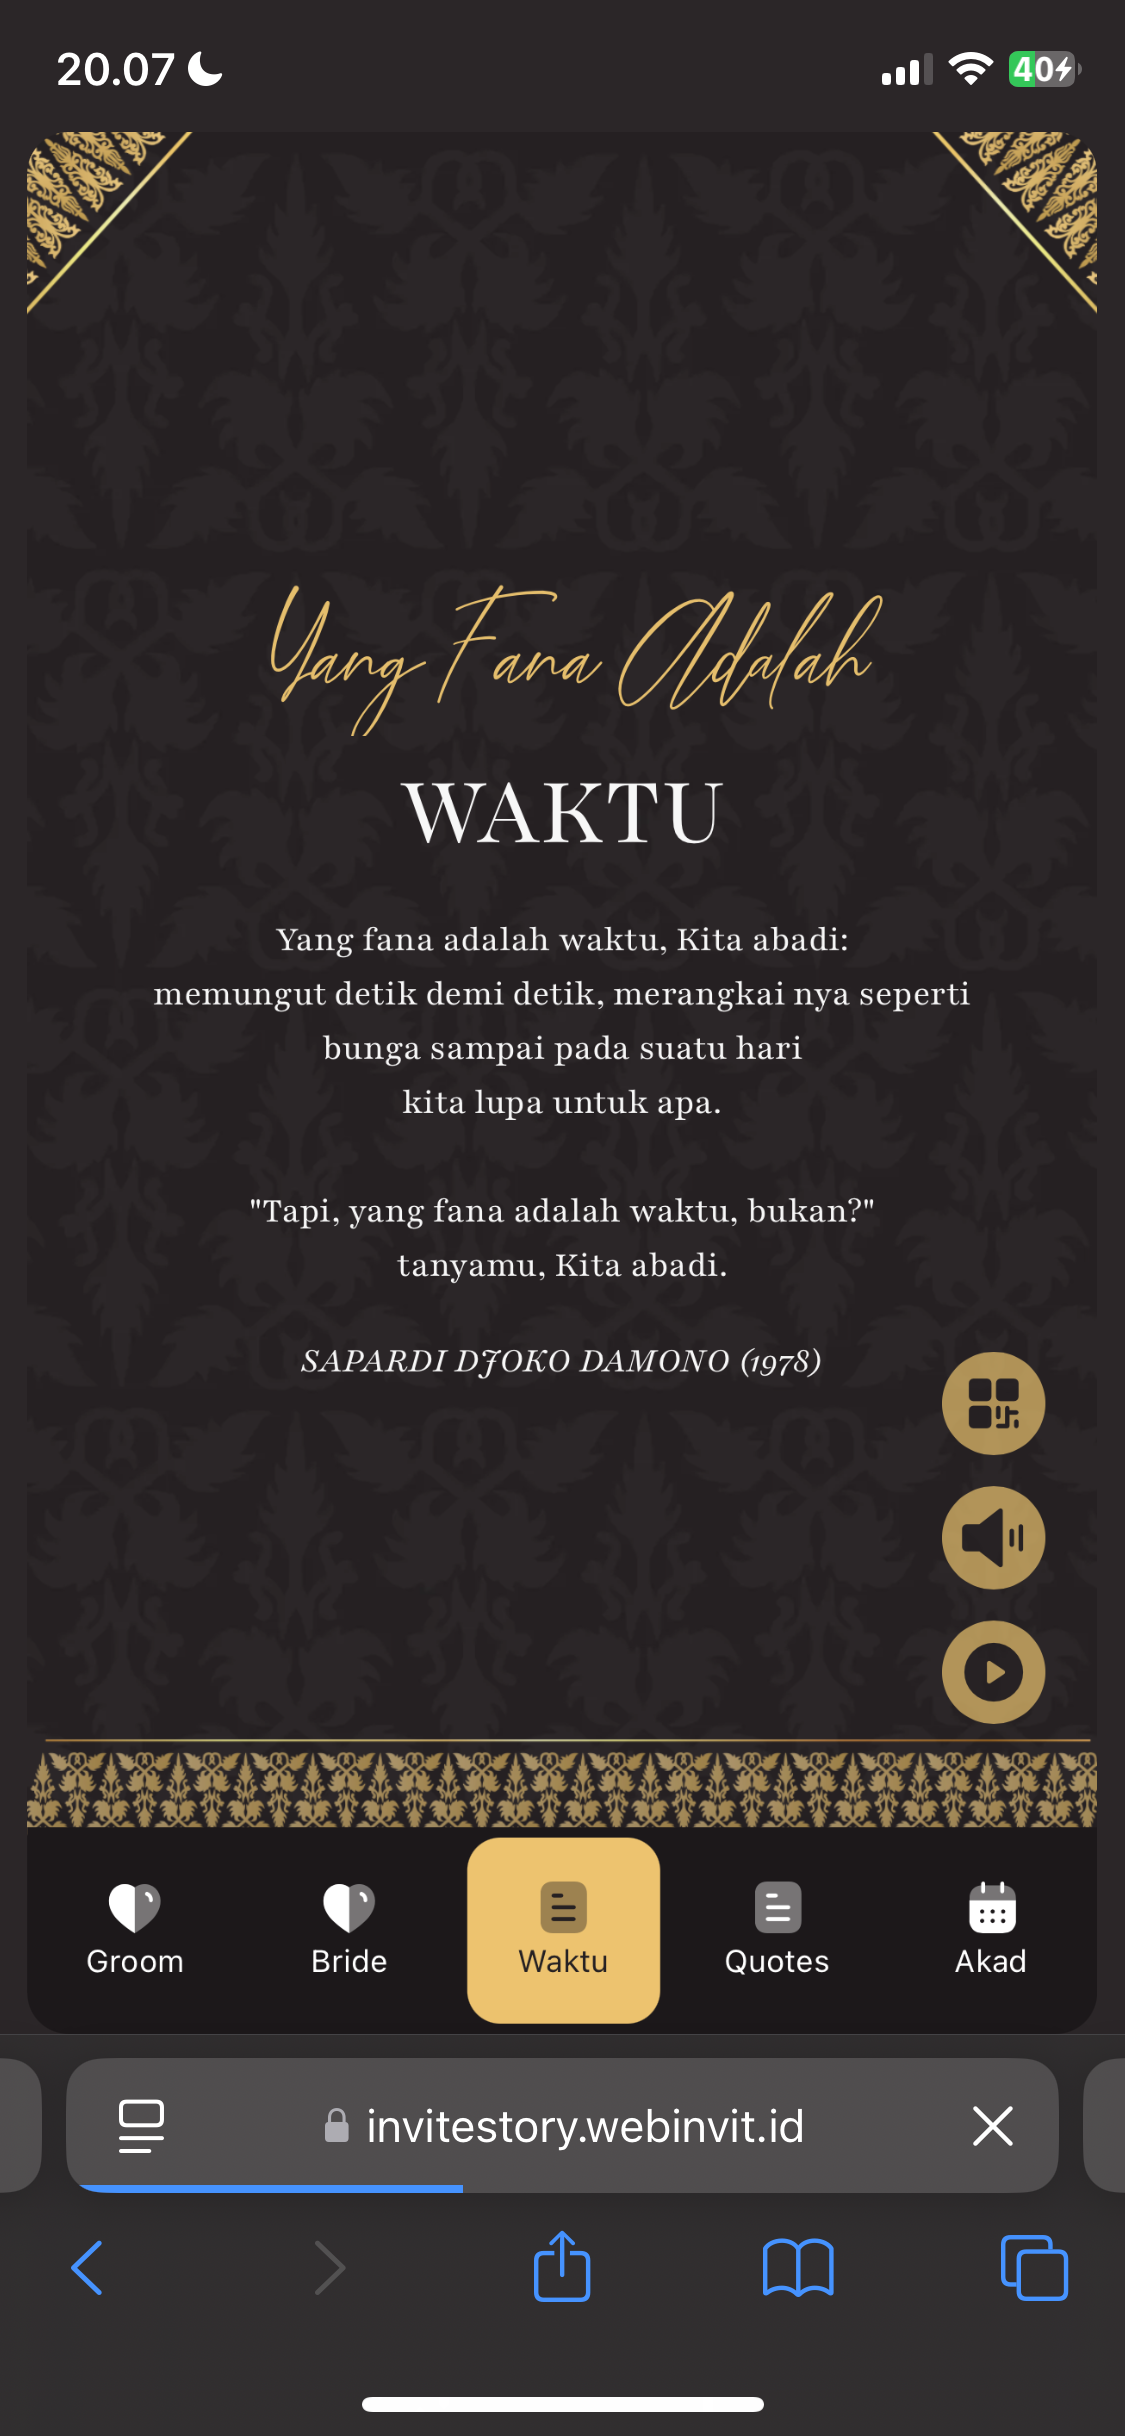 20.07
40
Yang Fana Adalah
WAKTU
Yang fana adalah waktu, Kita abadi:
memungut detik demi detik, merangkai nya seperti
bunga sampai pada suatu hari
kita lupa untuk apa.
"Tapi, yang fana adalah waktu, bukan?"
tanyamu, Kita abadi.
SAPARDI DJOKO DAMONO (1978)
Groom Bride Waktu Quotes Akad
invitestory.webinvit.id